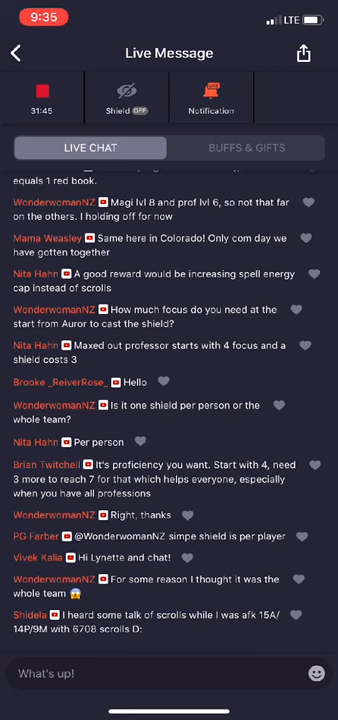 9:35
LTE
Live Message
31:45
Shield OFF
Notification
LIVE CHAT
BUFFS & GIFTS
equals 1 red book.
WonderwomanNZ Magi lvl 8 and prof lvl 6, so not that far
on the others. I holding off for now
Mama Weasley Same here in Colorado! Only com day we
have gotten together
Nita Hahn A good reward would be increasing spell energy
cap instead of scrolls
WonderwomanNZ How much focus do you need at the
start from Auror to cast the shield?
Nita Hahn Maxed out professor starts with 4 focus and a
shield costs 3
Brooke _ReiverRose_ Hello
WonderwomanNZ Is it one shield per person or the
whole team?
Nita Hahn Per person
Brian Twitchell It's proficiency you want. Start with 4, need
3 more to reach 7 for that which helps everyone, especially
when you have all professions
WonderwomanNZ Right, thanks
PG Farber @WonderwomanNZ simpe shield is per player
Vivek Kalia Hi Lynette and chat!
WonderwomanNZ For some reason I thought it was the
whole team 😱
Shidela I heard some talk of scrolls while I was afk 15A/
14P/9M with 6708 scrolls D:
What's up!